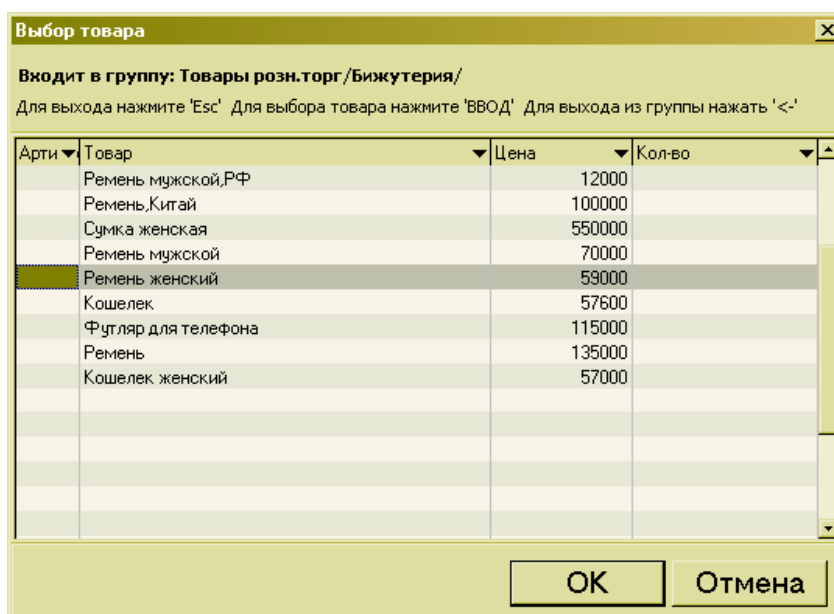 Выбор товара
Входит в группу: Товары розн.торг/Бижутерия/
Для выхода нажмите 'Esc' Для выбора товара нажмите 'ВВОД' Для выхода из группы нажать '<-'
Арти Товар Цена Кол-во
Ремень мужской,РФ 12000
Ремень,Китай 100000
Сумка женская 550000
Ремень мужской 70000
Ремень женский 59000
Кошелек 57600
Футляр для телефона 115000
Ремень 135000
Кошелек женский 57000
OK Отмена